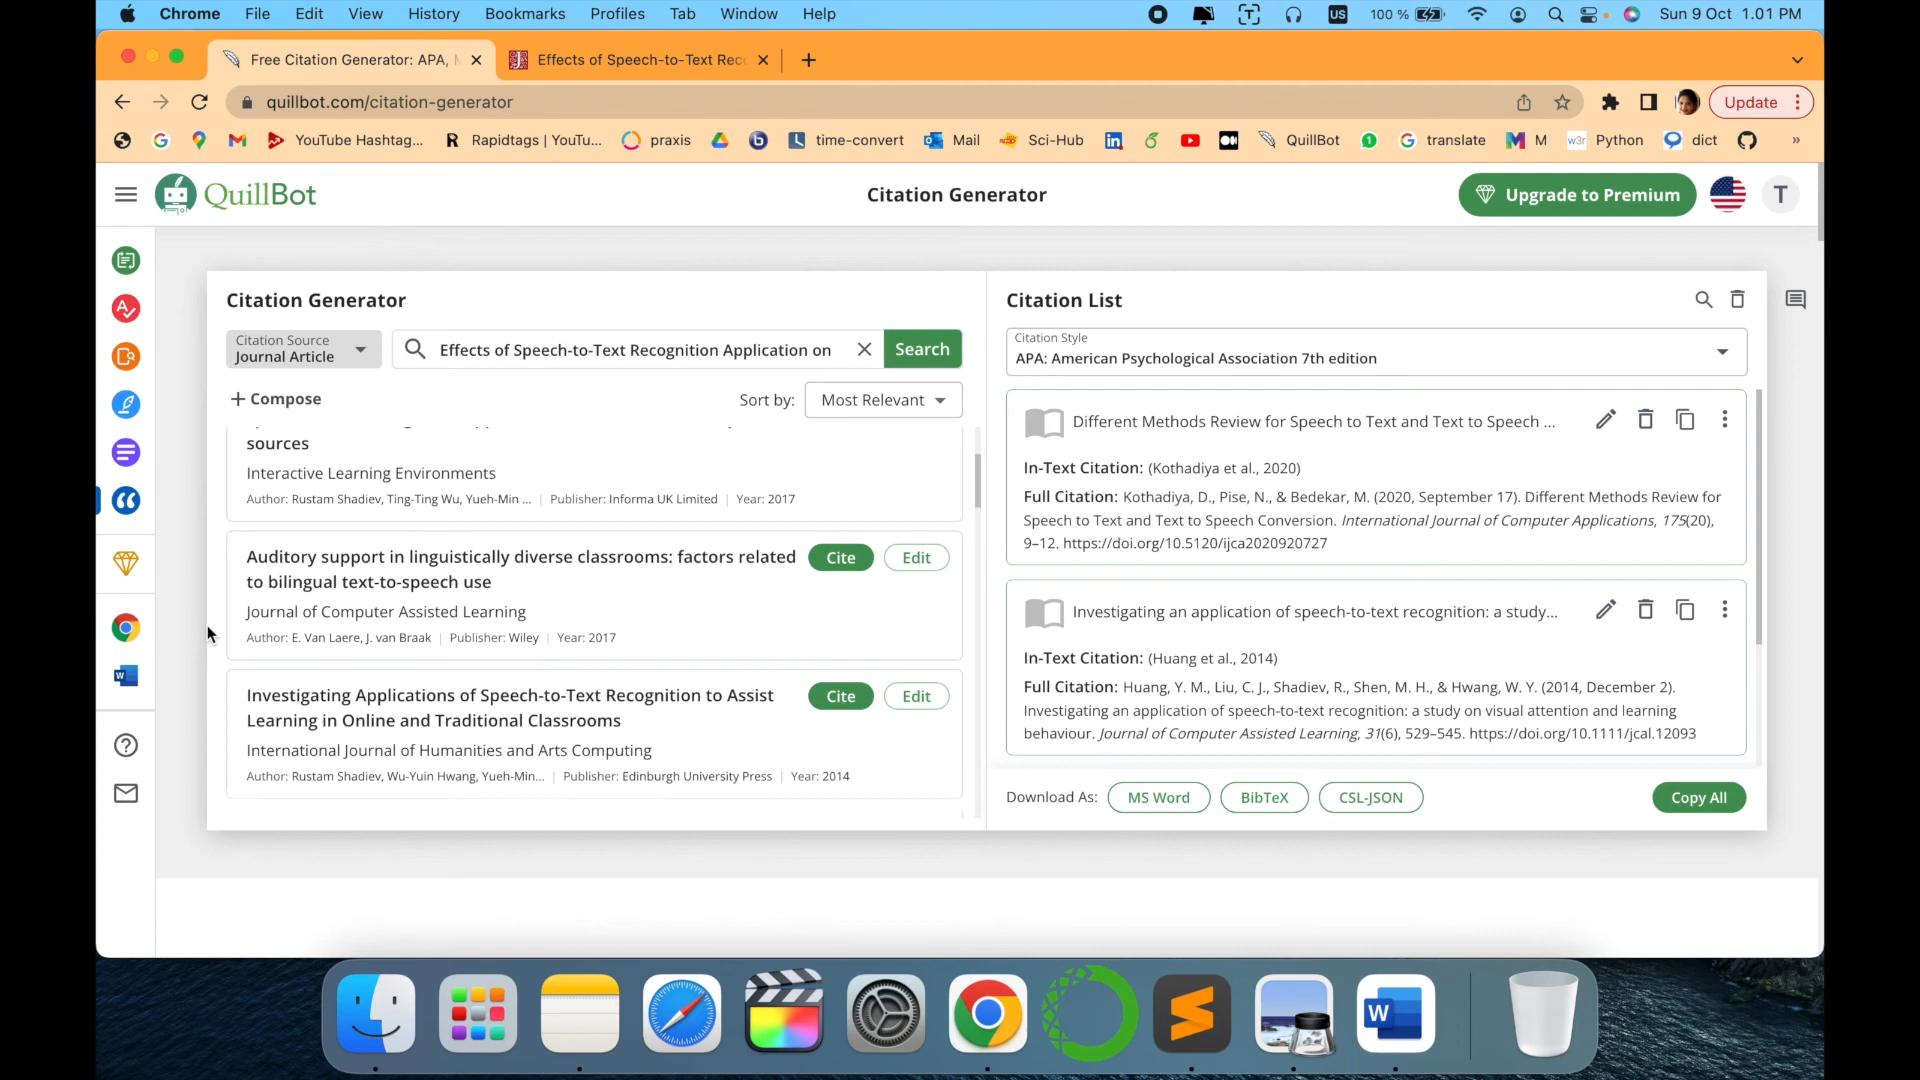 Chrome File Edit View History Bookmarks Profiles Tab Window Help
US 100 % Sun 9 Oct 1.01 PM
Free Citation Generator: APA, Effects of Speech-to-Text Reco
quillbot.com/citation-generator
Update
YouTube Hashtag... Rapidtags | YouTu... praxis time-convert Mail Sci-Hub QuillBot translate M Python dict »
QuillBot
Citation Generator
Upgrade to Premium
T
Citation Generator
Citation Source
Journal Article
Effects of Speech-to-Text Recognition Application on
Search
+ Compose
Sort by: Most Relevant
sources
Interactive Learning Environments
Author: Rustam Shadiev, Ting-Ting Wu, Yueh-Min ... | Publisher: Informa UK Limited | Year: 2017
Auditory support in linguistically diverse classrooms: factors related
to bilingual text-to-speech use
Cite Edit
Journal of Computer Assisted Learning
Author: E. Van Laere, J. van Braak | Publisher: Wiley | Year: 2017
Investigating Applications of Speech-to-Text Recognition to Assist
Learning in Online and Traditional Classrooms
Cite Edit
International Journal of Humanities and Arts Computing
Author: Rustam Shadiev, Wu-Yuin Hwang, Yueh-Min... | Publisher: Edinburgh University Press | Year: 2014
Citation List
Citation Style
APA: American Psychological Association 7th edition
Different Methods Review for Speech to Text and Text to Speech ...
In-Text Citation: (Kothadiya et al., 2020)
Full Citation: Kothadiya, D., Pise, N., & Bedekar, M. (2020, September 17). Different Methods Review for
Speech to Text and Text to Speech Conversion. International Journal of Computer Applications, 175(20),
9–12. https://doi.org/10.5120/ijca2020920727
Investigating an application of speech-to-text recognition: a study...
In-Text Citation: (Huang et al., 2014)
Full Citation: Huang, Y. M., Liu, C. J., Shadiev, R., Shen, M. H., & Hwang, W. Y. (2014, December 2).
Investigating an application of speech-to-text recognition: a study on visual attention and learning
behaviour. Journal of Computer Assisted Learning, 31(6), 529–545. https://doi.org/10.1111/jcal.12093
Download As: MS Word BibTeX CSL-JSON
Copy All
W